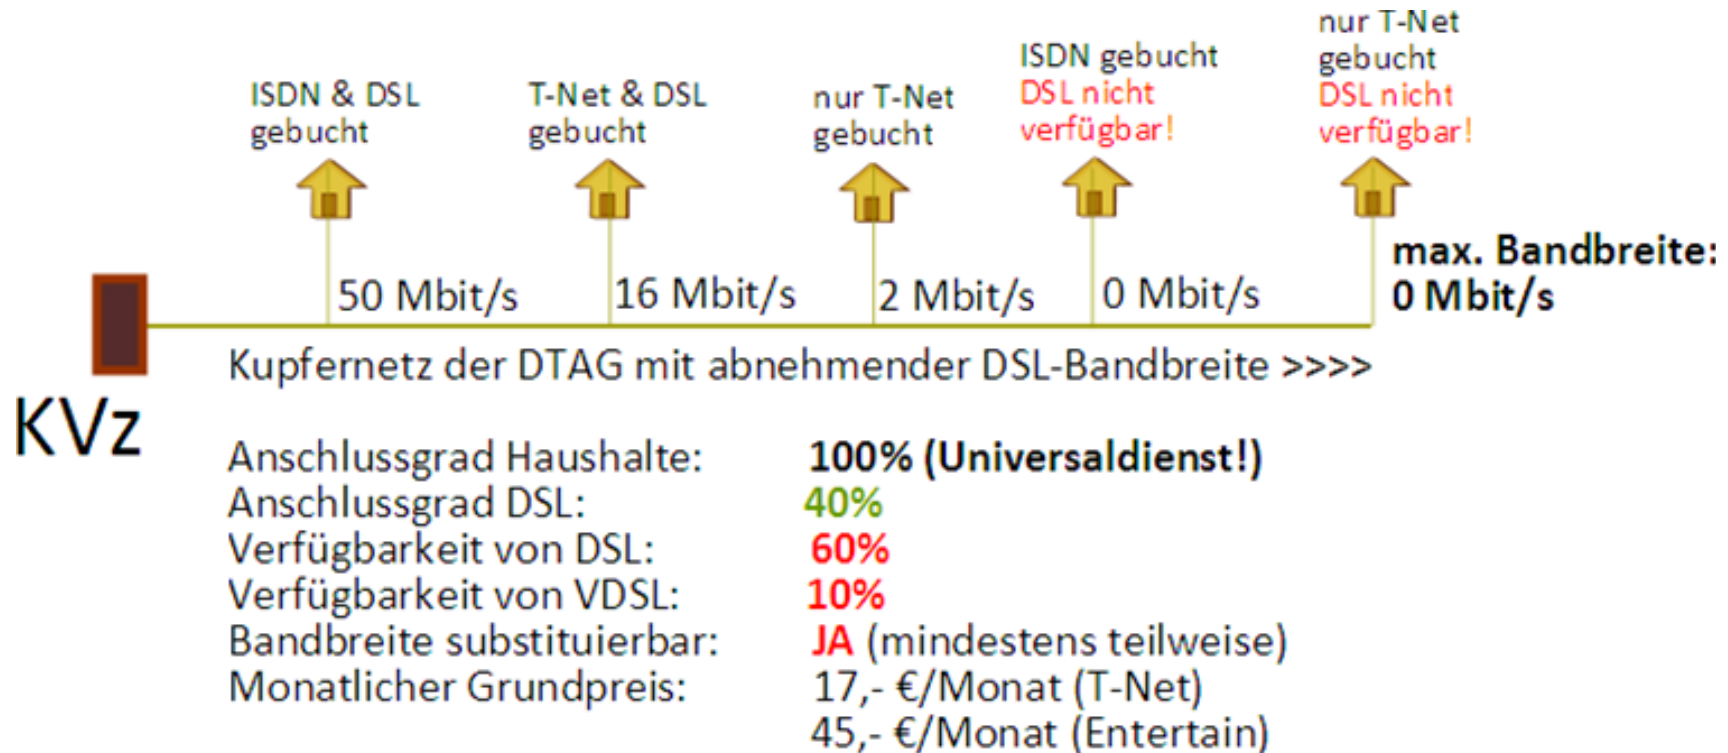 ISDN & DSL
gebucht
T-Net & DSL
gebucht
nur T-Net
gebucht
ISDN gebucht
DSL nicht
verfügbar!
nur T-Net
gebucht
DSL nicht
verfügbar!
50 Mbit/s
16 Mbit/s
2 Mbit/s
0 Mbit/s
max. Bandbreite:
0 Mbit/s
KVz
Kupfernetz der DTAG mit abnehmender DSL-Bandbreite >>>>
Anschlussgrad Haushalte: 100% (Universaldienst!)
Anschlussgrad DSL: 40%
Verfügbarkeit von DSL: 60%
Verfügbarkeit von VDSL: 10%
Bandbreite substituierbar: JA (mindestens teilweise)
Monatlicher Grundpreis: 17,- €/Monat (T-Net)
45,- €/Monat (Entertain)